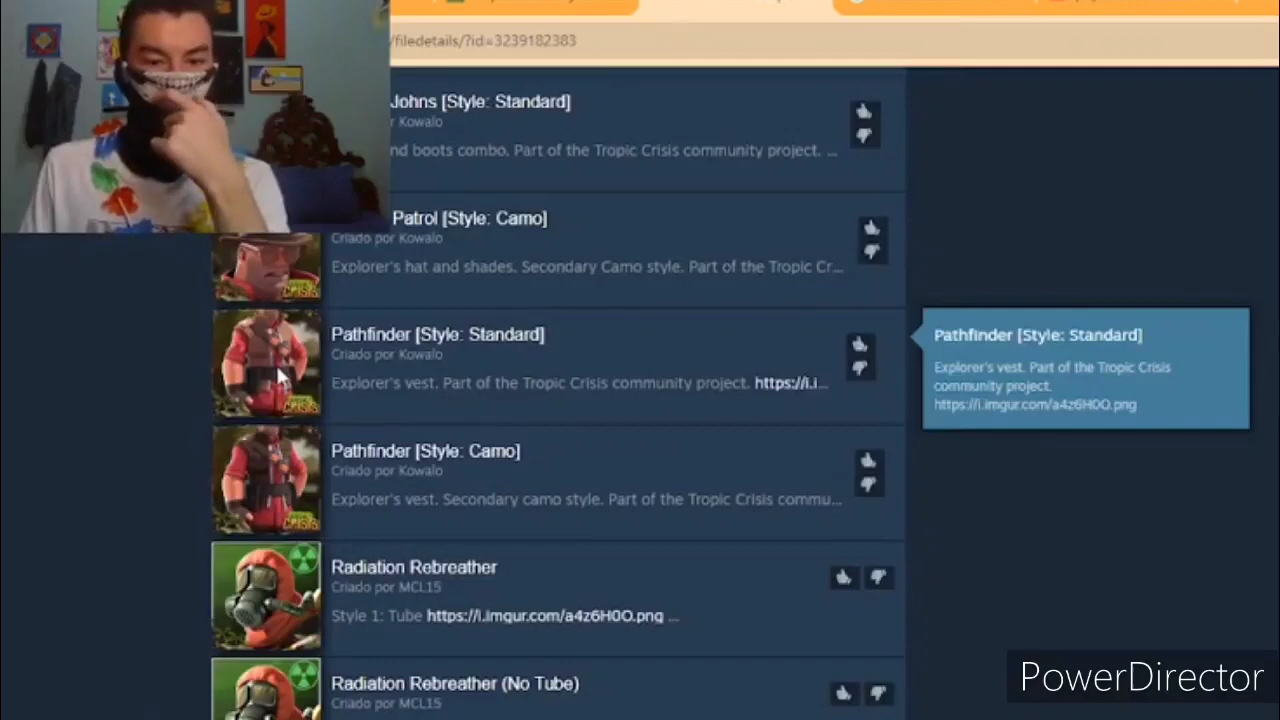 /filedetails/?id=3239182383
Johns [Style: Standard]
r Kowalo
nd boots combo. Part of the Tropic Crisis community project. ...
Patrol [Style: Camo]
Criado por Kowalo
Explorer's hat and shades. Secondary Camo style. Part of the Tropic Cr...
Pathfinder [Style: Standard]
Criado por Kowalo
Explorer's vest. Part of the Tropic Crisis community project. https://i.i...
Pathfinder [Style: Standard]
Explorer's vest. Part of the Tropic Crisis
community project.
https://i.imgur.com/a4z6H0O.png
Pathfinder [Style: Camo]
Criado por Kowalo
Explorer's vest. Secondary camo style. Part of the Tropic Crisis commu...
CRISIS
Radiation Rebreather
Criado por MCL15
Style 1: Tube https://i.imgur.com/a4z6H0O.png ...
Radiation Rebreather (No Tube)
Criado por MCL15
PowerDirector